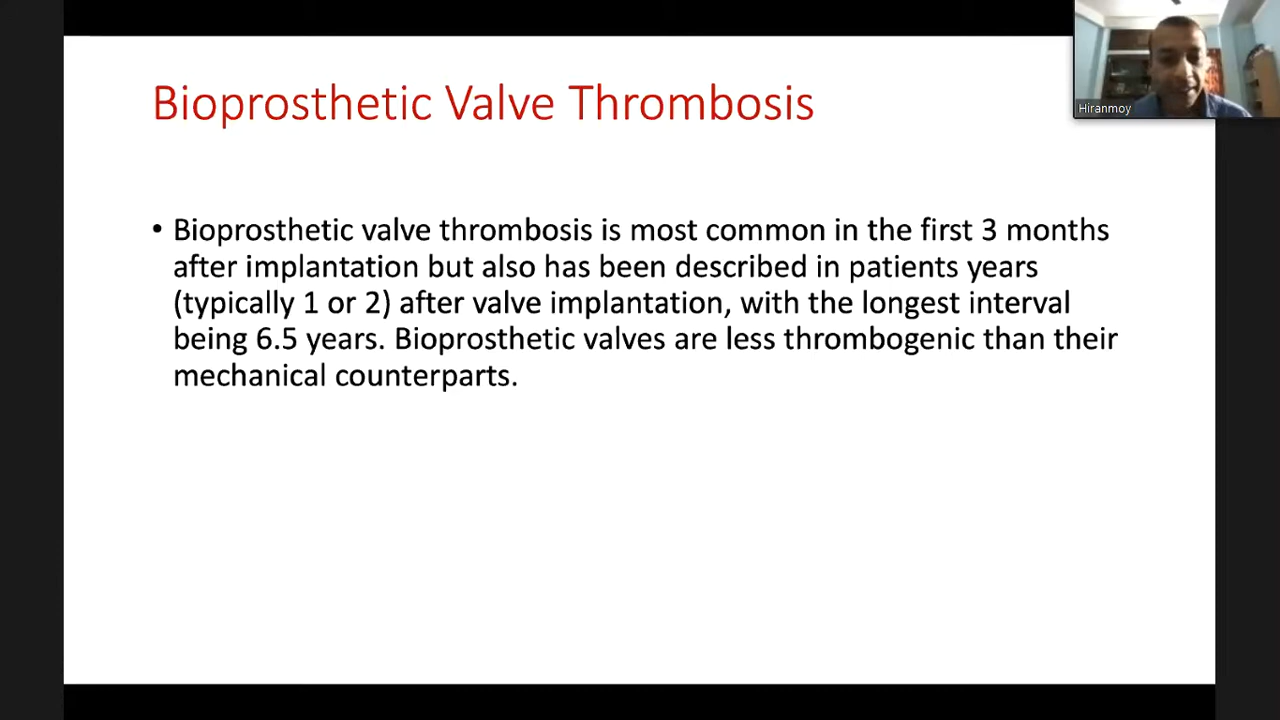 Bioprosthetic Valve Thrombosis
Hiranmoy
• Bioprosthetic valve thrombosis is most common in the first 3 months
after implantation but also has been described in patients years
(typically 1 or 2) after valve implantation, with the longest interval
being 6.5 years. Bioprosthetic valves are less thrombogenic than their
mechanical counterparts.